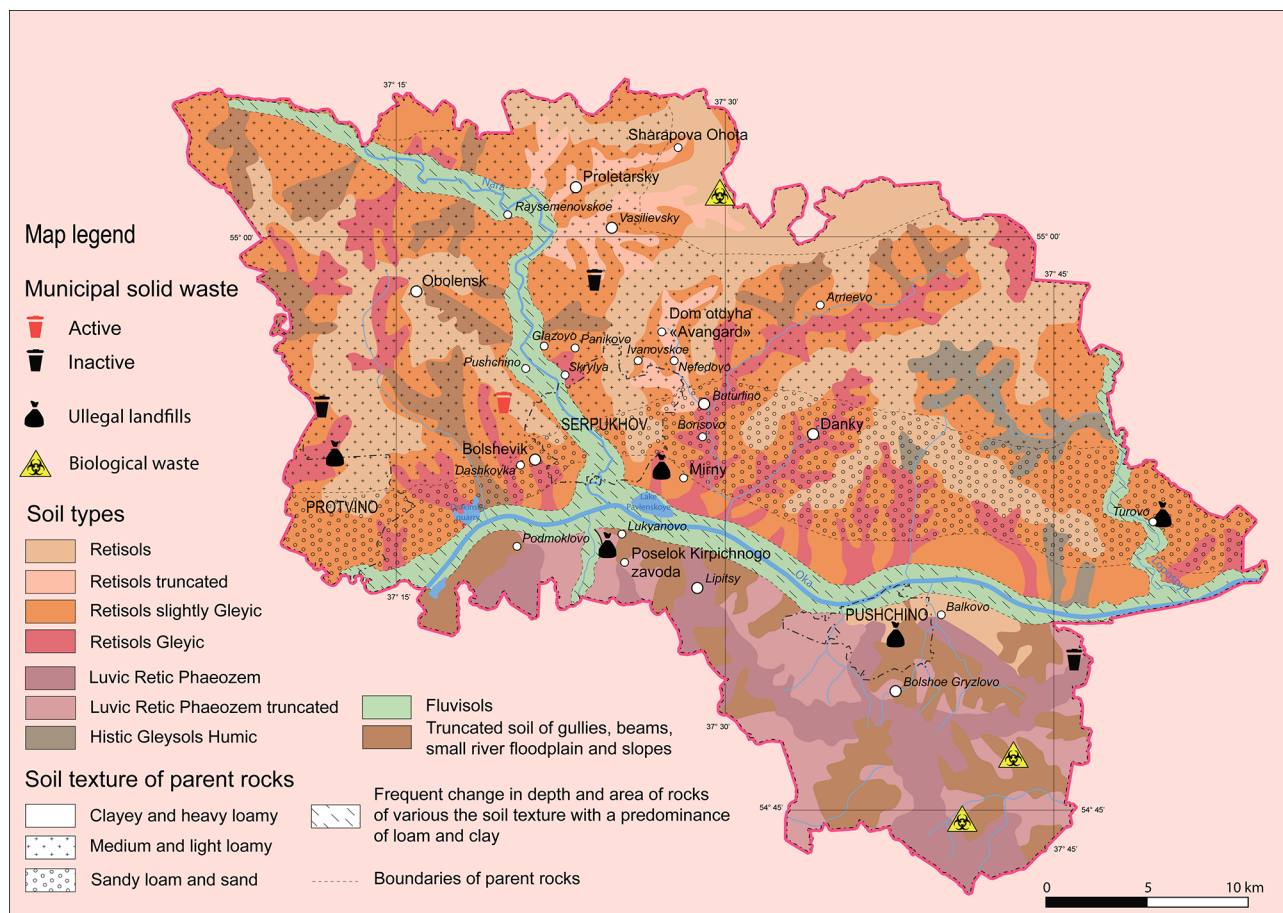 37° 15'
37° 30'
Sharapova Ohota
Proletarsky
Nara
Raysemenovskoe
Vasilievsky
Map legend
55° 00'
55° 00'
37° 45'
Municipal solid waste
Obolensk
Arneevo
Active
Dom otdyha
«Avangard»
Inactive
Glazovo
Panikovo
Ivanovskoe
Pushchino
Skrylya
Nefedovo
Buturlino
Ullegal landfills
SERPUKHOV
Borisovo
Danky
Biological waste
Bolshevik
Dashkovka
Mirny
PROTVINO
Lake
Pavlenskoye
quarry
Turovo
Soil types
Lukyanovo
Podmoklovo
Retisols
Poselok Kirpichnogo
zavoda
Lipitsy
Oka
Lopasnya
Retisols truncated
37° 15'
Retisols slightly Gleyic
PUSHCHINO
Balkovo
Retisols Gleyic
Luvic Retic Phaeozem
Bolshoe Gryzlovo
Luvic Retic Phaeozem truncated
Fluvisols
37° 30'
Histic Gleysols Humic
Truncated soil of gullies, beams,
small river floodplain and slopes
Soil texture of parent rocks
Clayey and heavy loamy
Medium and light loamy
Sandy loam and sand
Frequent change in depth and area of rocks
of various the soil texture with a predominance
of loam and clay
Boundaries of parent rocks
54° 45'
54° 45'
37° 45'
0
5
10 km